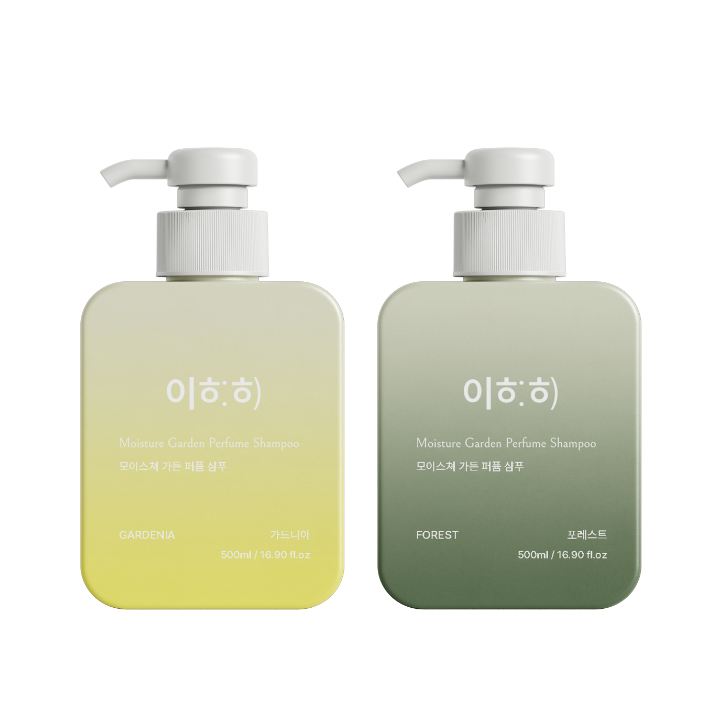 이ㅎ:ㅎ)
Moisture Garden Perfume Shampoo
모이스쳐 가든 퍼퓸 샴푸
GARDENIA 가드니아
500ml / 16.90 fl.oz
이ㅎ:ㅎ)
Moisture Garden Perfume Shampoo
모이스쳐 가든 퍼퓸 샴푸
FOREST 포레스트
500ml / 16.90 fl.oz